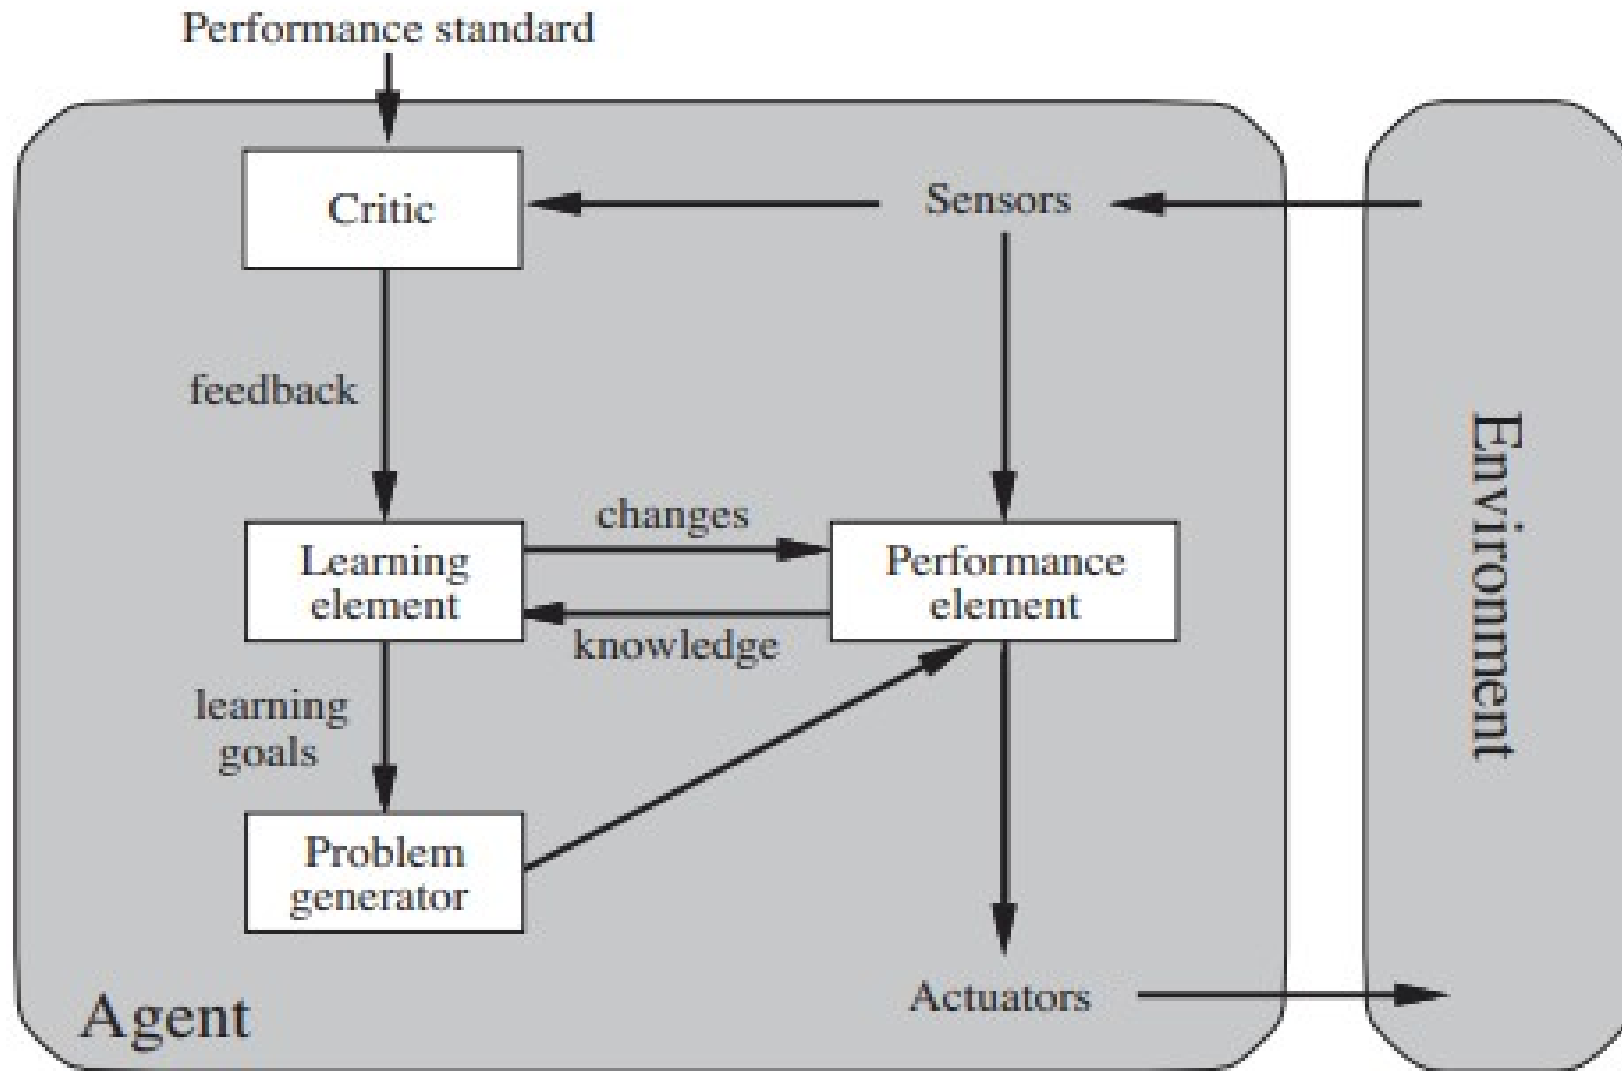 Performance standard
Critic
Sensors
feedback
changes
Learning
element
Performance
element
knowledge
learning
goals
Problem
generator
Agent
Actuators
Environment